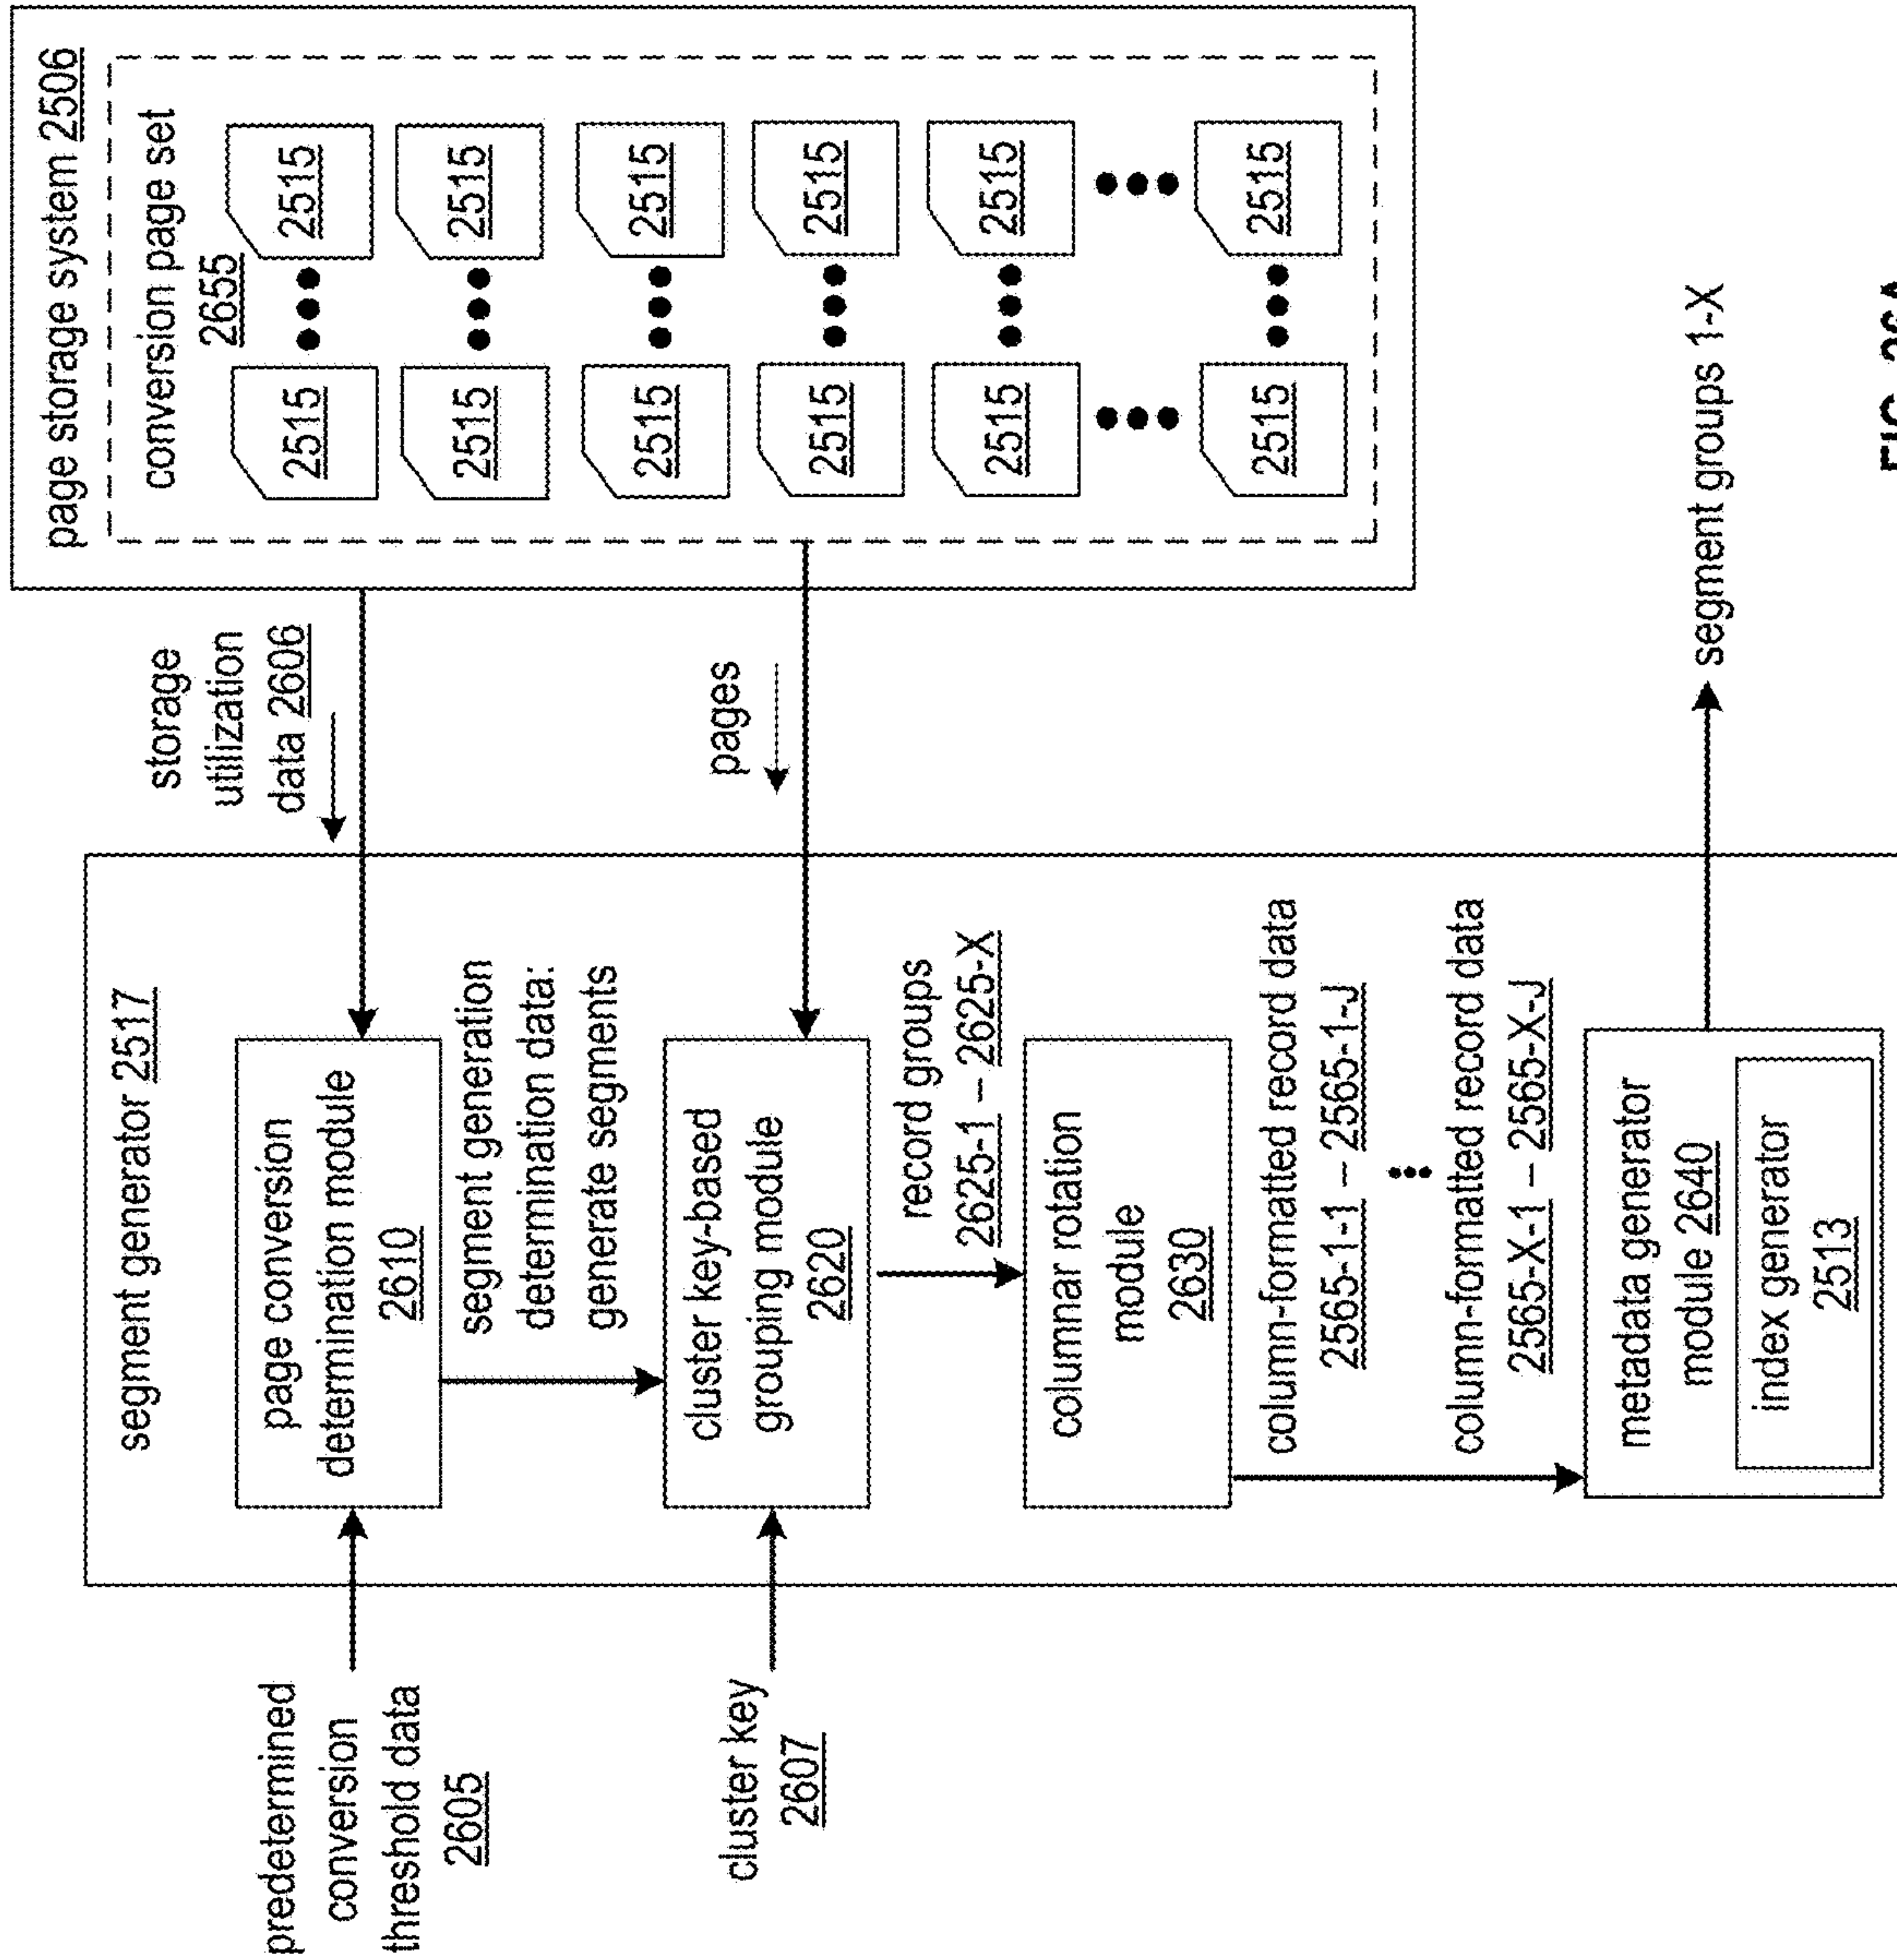 page storage system 2506
segment generator 2517
conversion page set
2655
storage
utilization
data 2606
predetermined
conversion
threshold data
2605
page conversion
determination module
2610
2515 2515
2515 2515
2515 2515
2515 2515
2515 2515
2515 2515
segment generation
determination data:
generate segments
pages
cluster key
2607
cluster key-based
grouping module
2620
record groups
2625-1 – 2625-X
columnar rotation
module
2630
column-formatted record data
2565-1-1 – 2565-1-J
column-formatted record data
2565-X-1 – 2565-X-J
metadata generator
module 2640
index generator
2513
segment groups 1-X